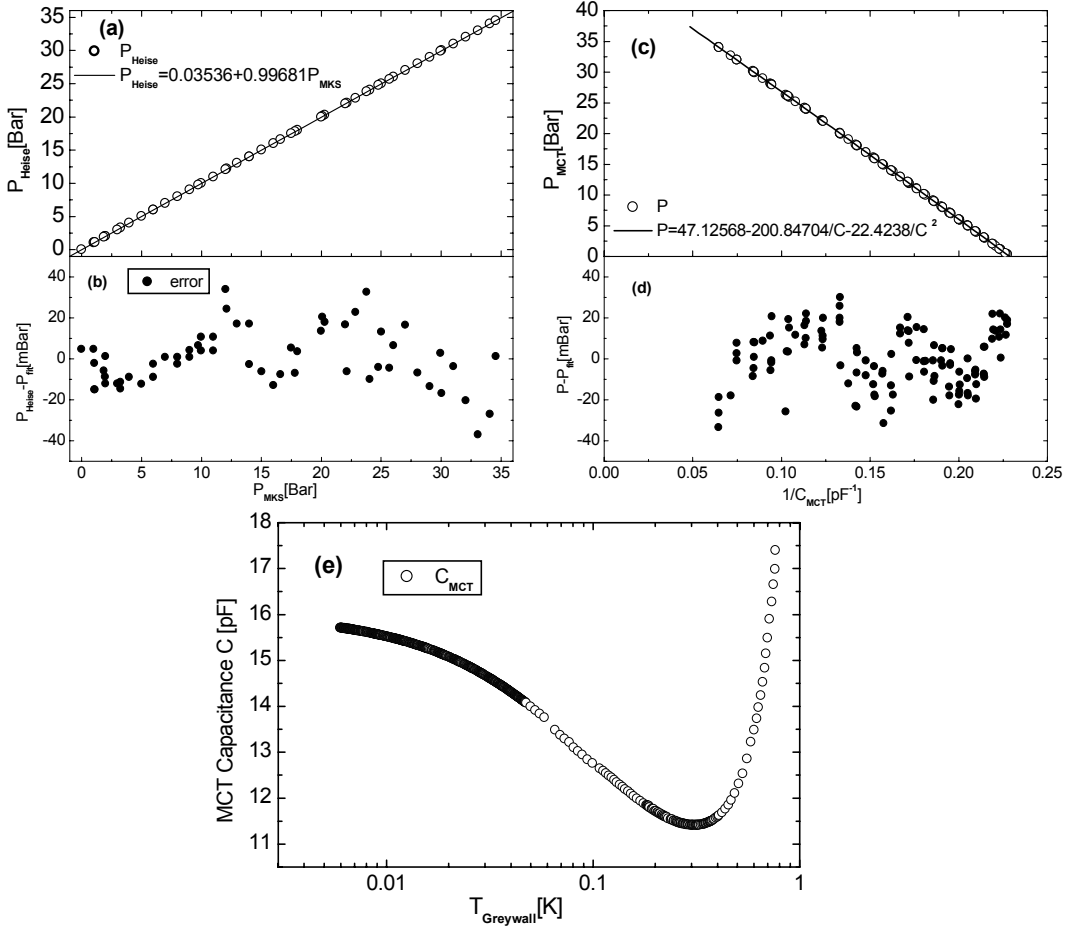 (a)
P_Heise
P_Heise=0.03536+0.99681P_MKS
P_Heise[Bar]
35
30
25
20
15
10
5
0
(b)
error
P_Heise-P_fit[mBar]
40
20
0
-20
-40
0 5 10 15 20 25 30 35
P_MKS[Bar]
(c)
P
P=47.12568-200.84704/C-22.4238/C²
P_MCT[Bar]
40
35
30
25
20
15
10
5
0
(d)
P-P_fit[mBar]
40
20
0
-20
-40
0.00 0.05 0.10 0.15 0.20 0.25
1/C_MCT[pF⁻¹]
(e)
C_MCT
MCT Capacitance C [pF]
18
17
16
15
14
13
12
11
0.01 0.1 1
T_Greywall[K]